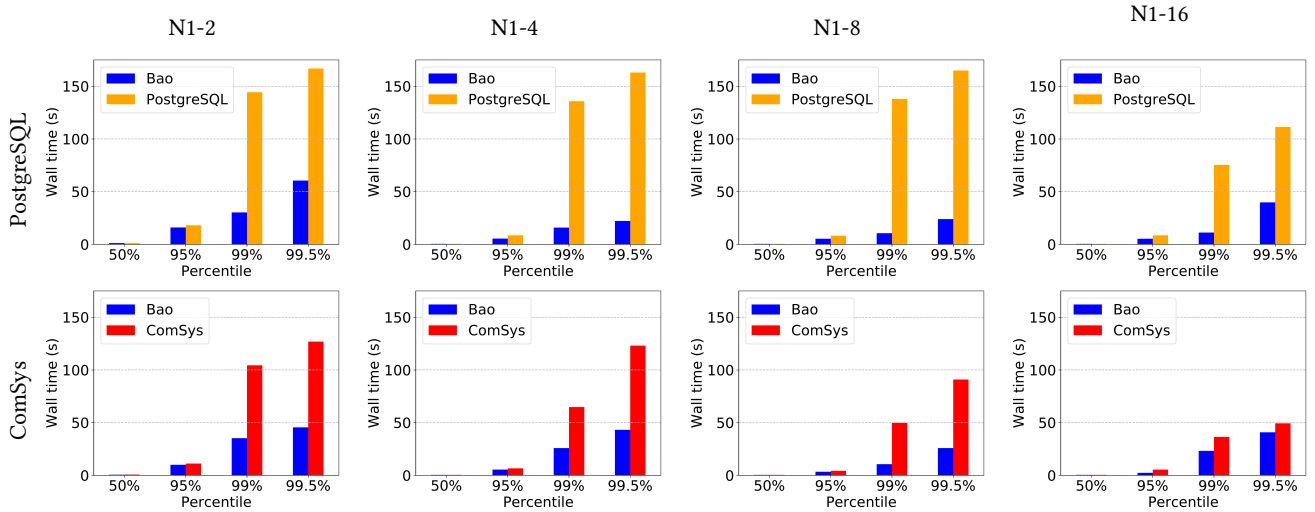 N1-2
N1-4
N1-8
N1-16
PostgreSQL
Wall time (s)
150
100
50
0
Bao
PostgreSQL
50% 95% 99% 99.5%
Percentile
Wall time (s)
150
100
50
0
Bao
PostgreSQL
50% 95% 99% 99.5%
Percentile
Wall time (s)
150
100
50
0
Bao
PostgreSQL
50% 95% 99% 99.5%
Percentile
Wall time (s)
150
100
50
0
Bao
PostgreSQL
50% 95% 99% 99.5%
Percentile
ComSys
Wall time (s)
150
100
50
0
Bao
ComSys
50% 95% 99% 99.5%
Percentile
Wall time (s)
150
100
50
0
Bao
ComSys
50% 95% 99% 99.5%
Percentile
Wall time (s)
150
100
50
0
Bao
ComSys
50% 95% 99% 99.5%
Percentile
Wall time (s)
150
100
50
0
Bao
ComSys
50% 95% 99% 99.5%
Percentile